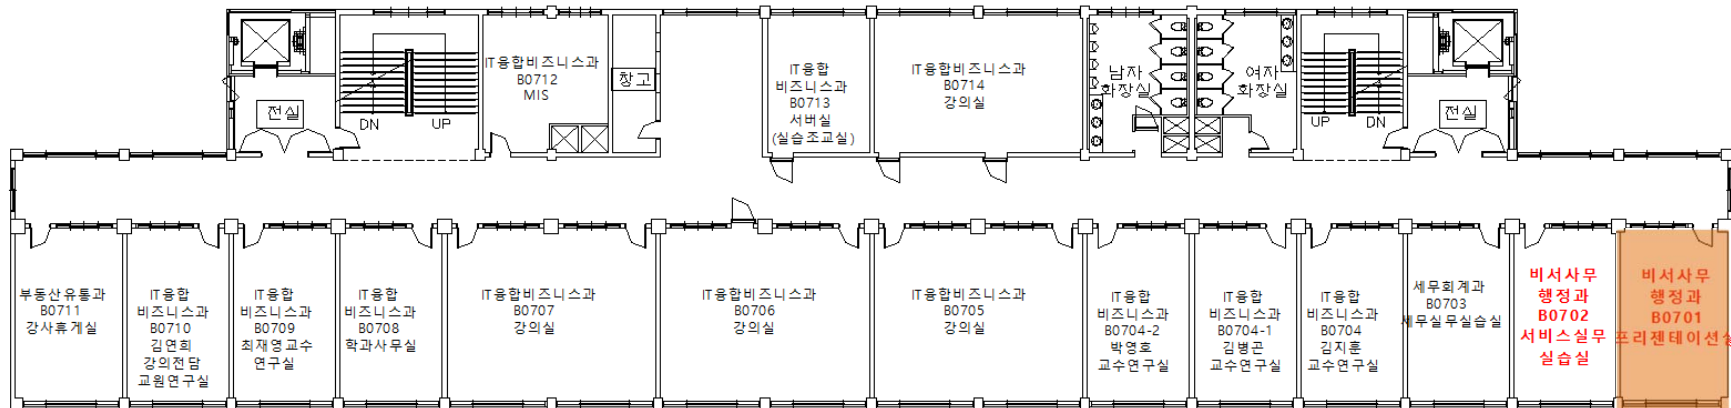 IT융합비즈니스과
B0712
MIS
창고
IT융합
비즈니스과
B0713
서버실
(실습조교실)
IT융합비즈니스과
B0714
강의실
남자
화장실
여자
화장실
전실
DN
UP
UP
DN
전실
부동산유통과
B0711
강사휴게실
IT융합
비즈니스과
B0710
김연희
강의전담
교원연구실
IT융합
비즈니스과
B0709
최재영교수
연구실
IT융합
비즈니스과
B0708
학과사무실
IT융합비즈니스과
B0707
강의실
IT융합비즈니스과
B0706
강의실
IT융합비즈니스과
B0705
강의실
IT융합
비즈니스과
B0704-2
박영호
교수연구실
IT융합
비즈니스과
B0704-1
김병곤
교수연구실
IT융합
비즈니스과
B0704
김지훈
교수연구실
세무회계과
B0703
세무실무실습실
비서사무
행정과
B0702
서비스실무
실습실
비서사무
행정과
B0701
프리젠테이션실